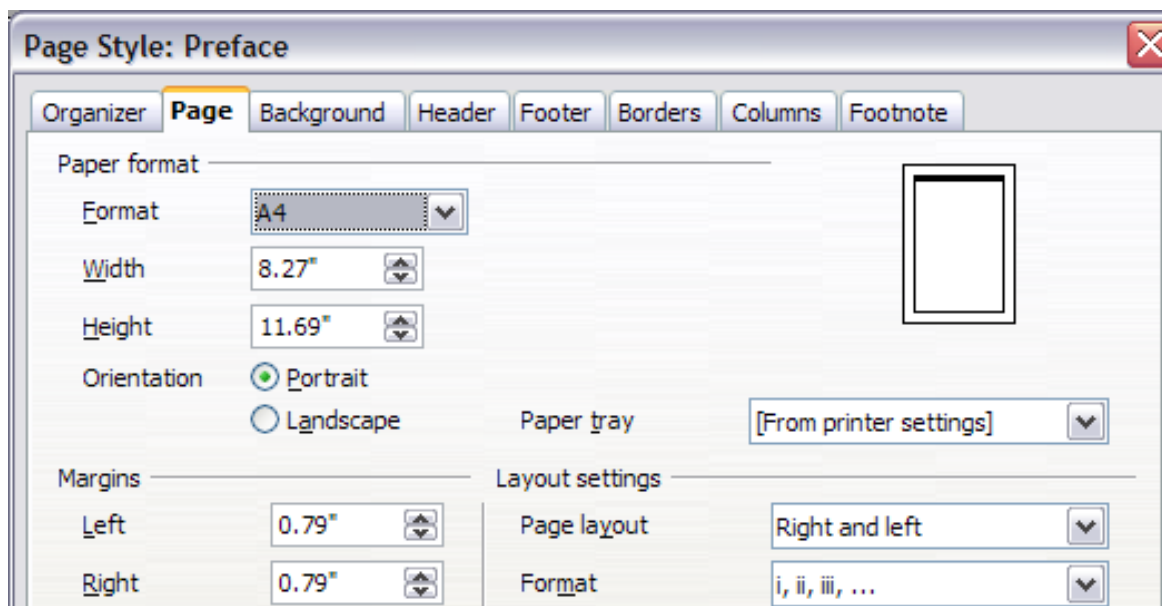 Page Style: Preface
Organizer Page Background Header Footer Borders Columns Footnote
Paper format
Format A4
Width 8.27"
Height 11.69"
Orientation Portrait
Landscape Paper tray [From printer settings]
Margins Layout settings
Left 0.79" Page layout Right and left
Right 0.79" Format i, ii, iii, ...